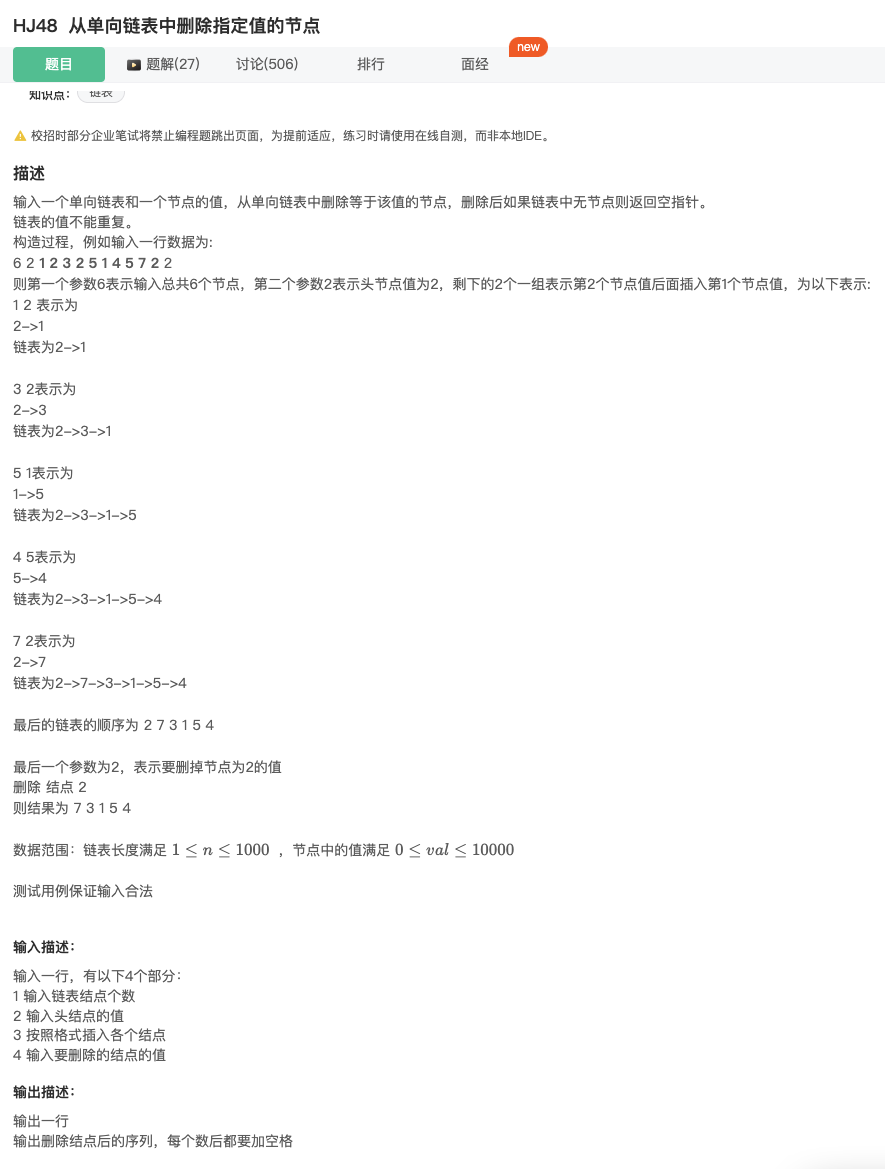 HJ48 从单向链表中删除指定值的节点
题目 题解(27) 讨论(506) 排行 面经 new
知识点： 链表
校招时部分企业笔试将禁止编程题跳出页面，为提前适应，练习时请使用在线自测，而非本地IDE。
描述
输入一个单向链表和一个节点的值，从单向链表中删除等于该值的节点，删除后如果链表中无节点则返回空指针。
链表的值不能重复。
构造过程，例如输入一行数据为:
6 2 1 2 3 2 5 1 4 5 7 2 2
则第一个参数6表示输入总共6个节点，第二个参数2表示头节点值为2，剩下的2个一组表示第2个节点值后面插入第1个节点值，为以下表示:
1 2 表示为
2->1
链表为2->1
3 2表示为
2->3
链表为2->3->1
5 1表示为
1->5
链表为2->3->1->5
4 5表示为
5->4
链表为2->3->1->5->4
7 2表示为
2->7
链表为2->7->3->1->5->4
最后的链表的顺序为 2 7 3 1 5 4
最后一个参数为2，表示要删掉节点为2的值
删除 结点 2
则结果为 7 3 1 5 4
数据范围：链表长度满足 1 ≤ n ≤ 1000 ，节点中的值满足 0 ≤ val ≤ 10000
测试用例保证输入合法
输入描述：
输入一行，有以下4个部分：
1 输入链表结点个数
2 输入头结点的值
3 按照格式插入各个结点
4 输入要删除的结点的值
输出描述：
输出一行
输出删除结点后的序列，每个数后都要加空格